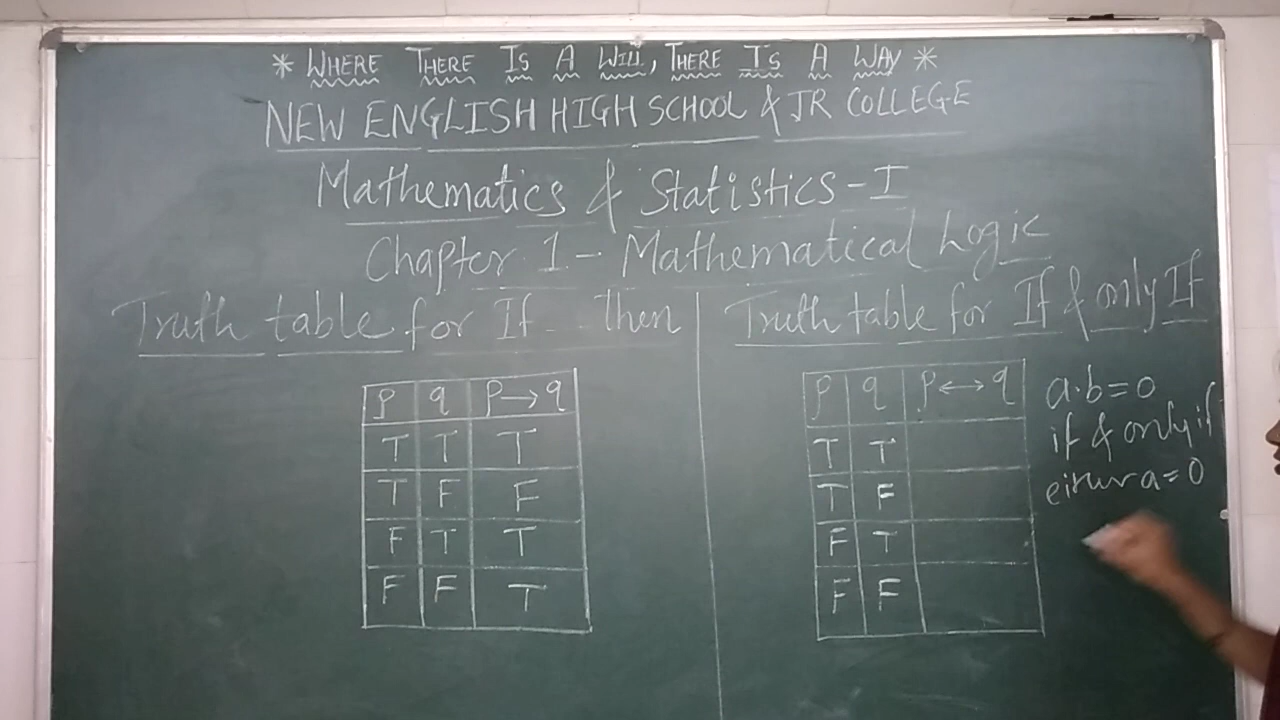 * WHERE THERE IS A WILL, THERE IS A WAY *
NEW ENGLISH HIGH SCHOOL & JR COLLEGE
Mathematics & Statistics - I
Chapter 1 - Mathematical Logic
Truth table for If ... then
p q p→q
T T T
T F F
F T T
F F T
Truth table for If & only If
p q p↔q
T T
T F
F T
F F
a·b=0
if & only if
either a=0